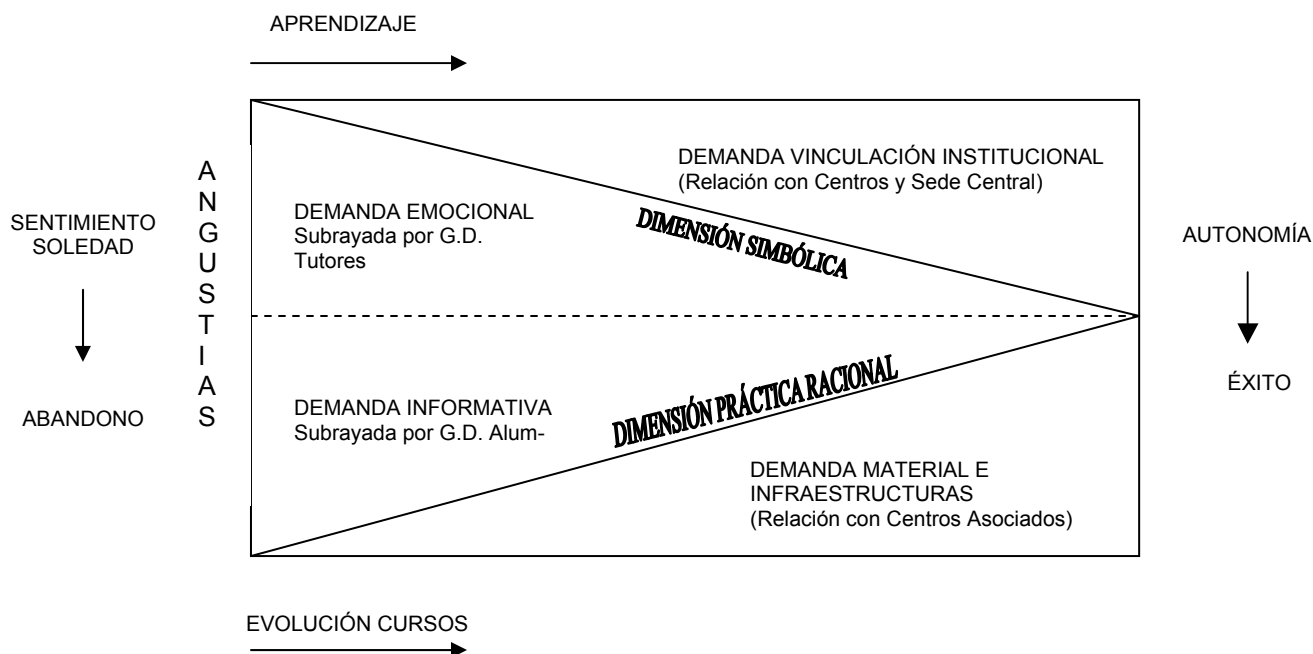 APRENDIZAJE
ANGUSTIAS
SENTIMIENTO
SOLEDAD
ABANDONO
DEMANDA EMOCIONAL
Subrayada por G.D.
Tutores
DEMANDA VINCULACIÓN INSTITUCIONAL
(Relación con Centros y Sede Central)
DIMENSIÓN SIMBÓLICA
AUTONOMÍA
ÉXITO
DEMANDA INFORMATIVA
Subrayada por G.D. Alum-
DIMENSIÓN PRÁCTICA RACIONAL
DEMANDA MATERIAL E
INFRAESTRUCTURAS
(Relación con Centros Asociados)
EVOLUCIÓN CURSOS